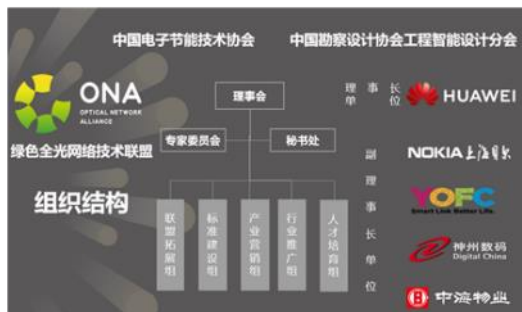 中国电子节能技术协会
中国勘察设计协会工程智能设计分会
ONA
OPTICAL NETWORK
ALLIANCE
绿色全光网络技术联盟
组织结构
理事会
专家委员会
秘书处
联盟拓展组
标准建设组
产业营销组
行业推广组
人才培育组
理事长单位
HUAWEI
副理事长单位
NOKIA上海贝尔
YOFC
Smart Link Better Life.
神州数码
Digital China
中海物业